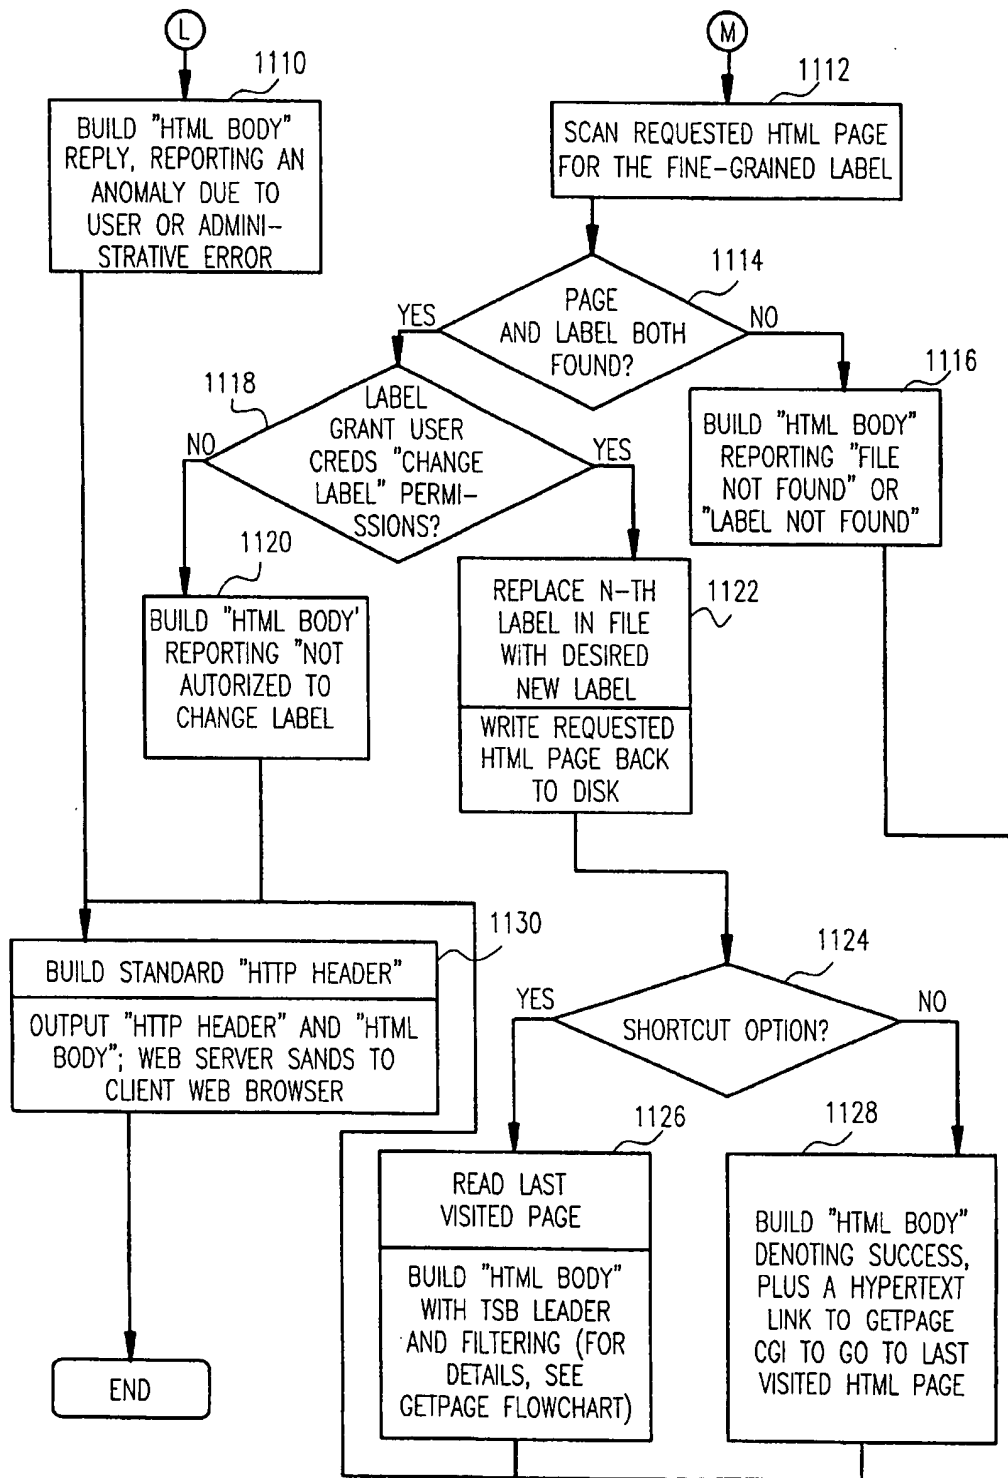 L
M
1110
1112
BUILD "HTML BODY"
REPLY, REPORTING AN
ANOMALY DUE TO
USER OR ADMINI-
STRATIVE ERROR
SCAN REQUESTED HTML PAGE
FOR THE FINE-GRAINED LABEL
1114
PAGE
AND LABEL BOTH
FOUND?
YES
NO
1116
BUILD "HTML BODY"
REPORTING "FILE
NOT FOUND" OR
"LABEL NOT FOUND"
1118
LABEL
GRANT USER
CREDS "CHANGE
LABEL" PERMI-
SSIONS?
NO
YES
1120
BUILD "HTML BODY'
REPORTING "NOT
AUTORIZED TO
CHANGE LABEL
1122
REPLACE N-TH
LABEL IN FILE
WITH DESIRED
NEW LABEL
WRITE REQUESTED
HTML PAGE BACK
TO DISK
1130
BUILD STANDARD "HTTP HEADER"
OUTPUT "HTTP HEADER" AND "HTML
BODY"; WEB SERVER SANDS TO
CLIENT WEB BROWSER
1124
SHORTCUT OPTION?
YES
NO
1126
READ LAST
VISITED PAGE
BUILD "HTML BODY"
WITH TSB LEADER
AND FILTERING (FOR
DETAILS, SEE
GETPAGE FLOWCHART)
1128
BUILD "HTML BODY"
DENOTING SUCCESS,
PLUS A HYPERTEXT
LINK TO GETPAGE
CGI TO GO TO LAST
VISITED HTML PAGE
END